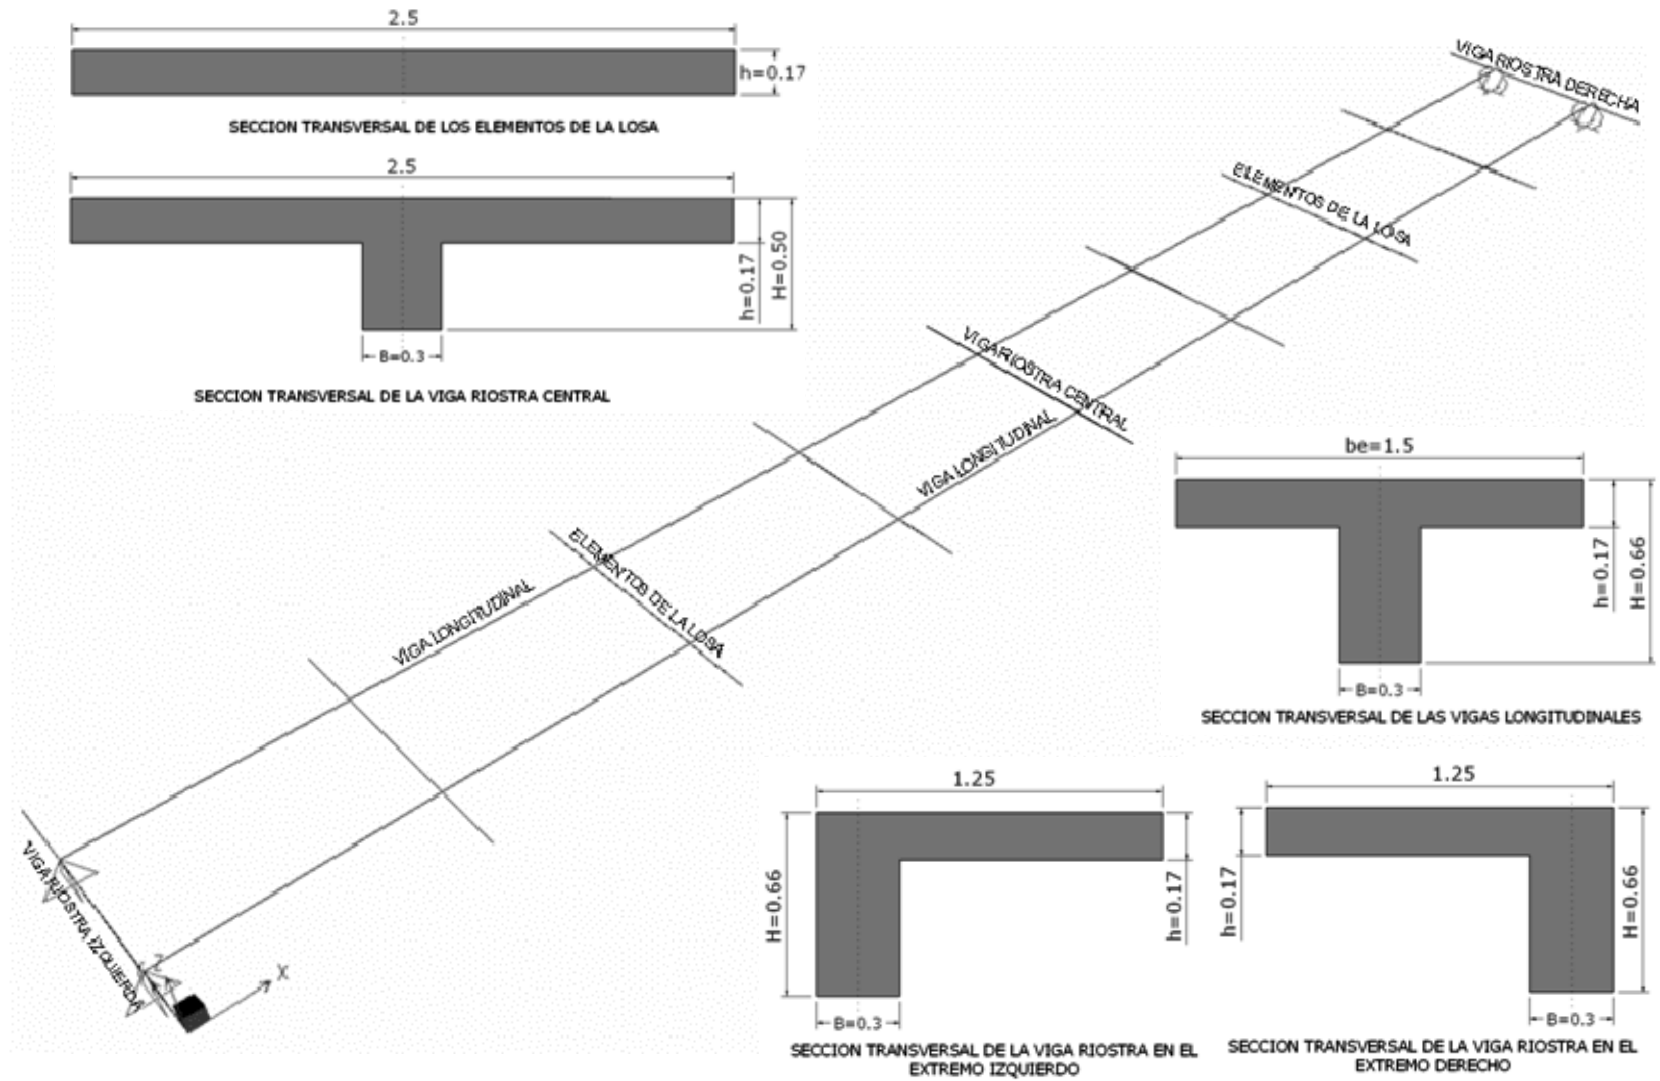 2.5
h=0.17
SECCION TRANSVERSAL DE LOS ELEMENTOS DE LA LOSA
2.5
h=0.17
H=0.50
B=0.3
SECCION TRANSVERSAL DE LA VIGA RIOSTRA CENTRAL
VIGA RIOSTRA DERECHA
ELEMENTOS DE LA LOSA
VIGA RIOSTRA CENTRAL
VIGA LONGITUDINAL
ELEMENTOS DE LA LOSA
VIGA LONGITUDINAL
VIGA RIOSTRA IZQUIERDA
Z
X
be=1.5
h=0.17
H=0.66
B=0.3
SECCION TRANSVERSAL DE LAS VIGAS LONGITUDINALES
1.25
H=0.66
h=0.17
B=0.3
SECCION TRANSVERSAL DE LA VIGA RIOSTRA EN EL
EXTREMO IZQUIERDO
1.25
h=0.17
H=0.66
B=0.3
SECCION TRANSVERSAL DE LA VIGA RIOSTRA EN EL
EXTREMO DERECHO